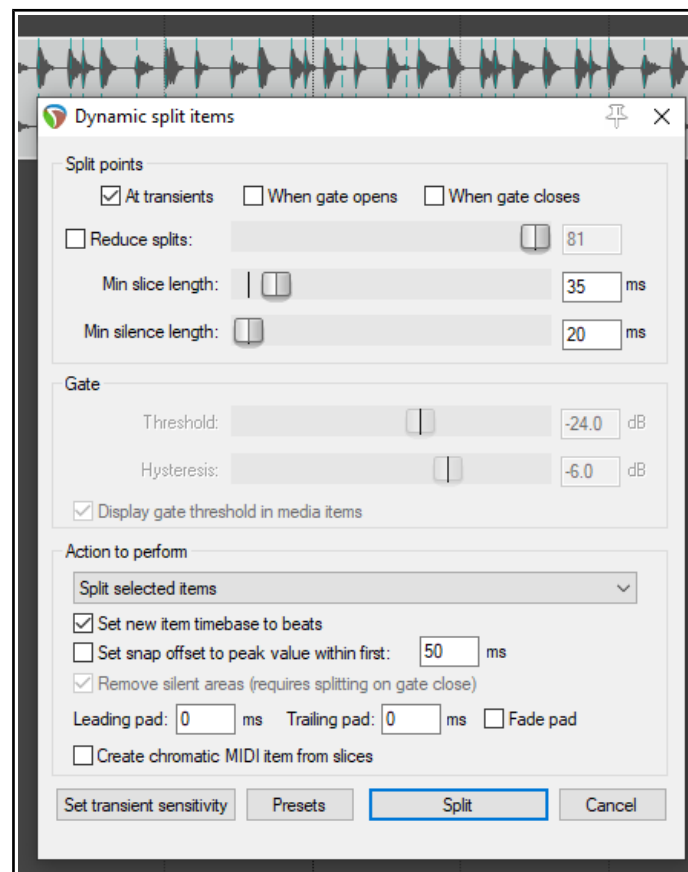 Dynamic split items
Split points
At transients When gate opens When gate closes
Reduce splits: 81
Min slice length: 35 ms
Min silence length: 20 ms
Gate
Threshold: -24.0 dB
Hysteresis: -6.0 dB
Display gate threshold in media items
Action to perform
Split selected items
Set new item timebase to beats
Set snap offset to peak value within first: 50 ms
Remove silent areas (requires splitting on gate close)
Leading pad: 0 ms Trailing pad: 0 ms Fade pad
Create chromatic MIDI item from slices
Set transient sensitivity Presets Split Cancel